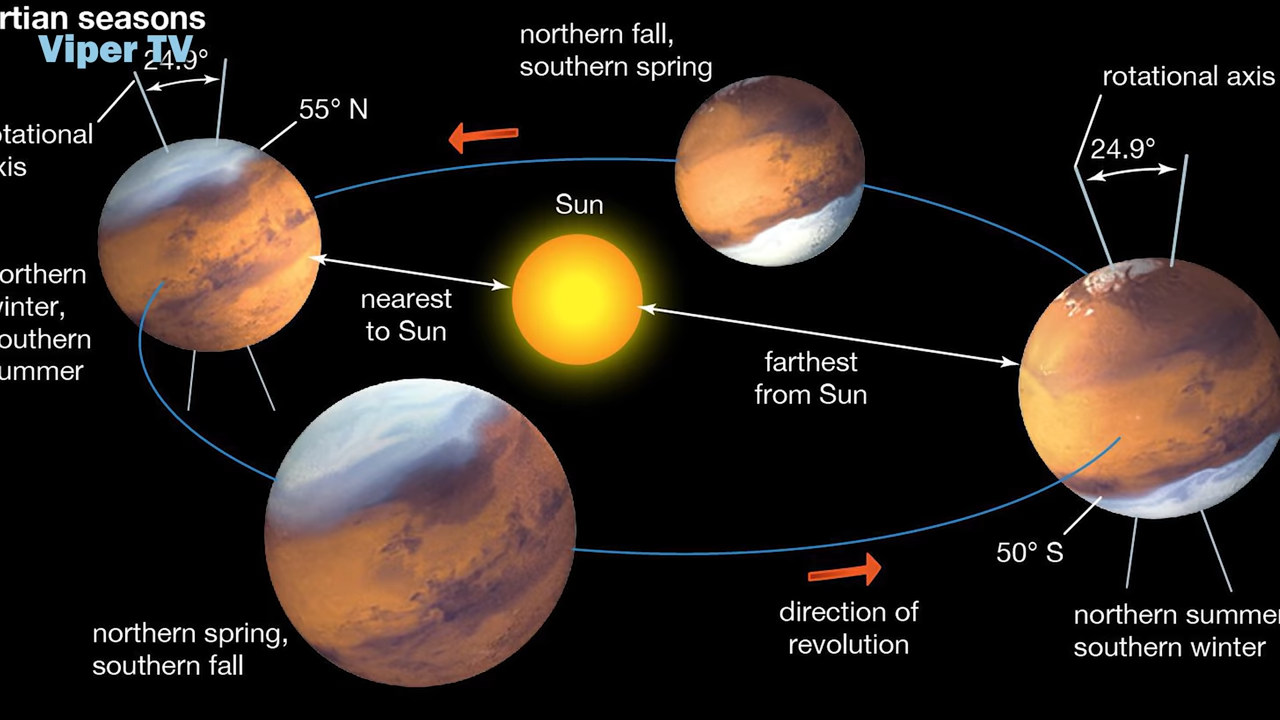 rtian seasons
Viper TV
24.9°
otational
xis
55° N
northern fall,
southern spring
rotational axis
24.9°
Sun
orthern
inter,
outhern
ummer
nearest
to Sun
farthest
from Sun
50° S
direction of
revolution
northern summer
southern winter
northern spring,
southern fall